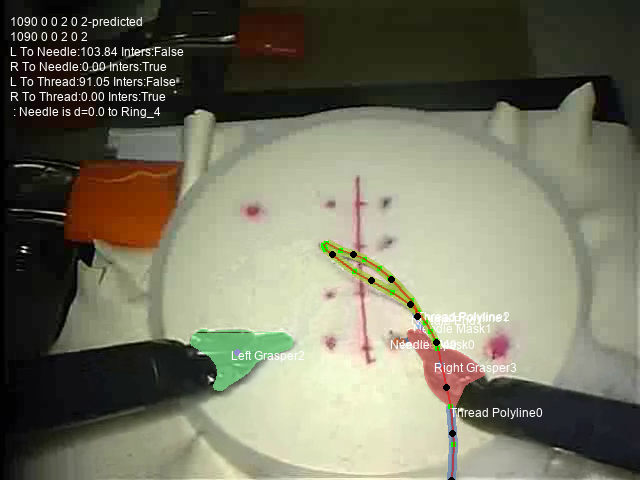 1090 0 0 2 0 2-predicted
1090 0 0 2 0 2
L To Needle:103.84 Inters:False
R To Needle:0.00 Inters:True
L To Thread:91.05 Inters:False
R To Thread:0.00 Inters:True
: Needle is d=0.0 to Ring_4
Thread Polyline2
Needle Mask1
Left Grasper2
Right Grasper3
Thread Polyline0